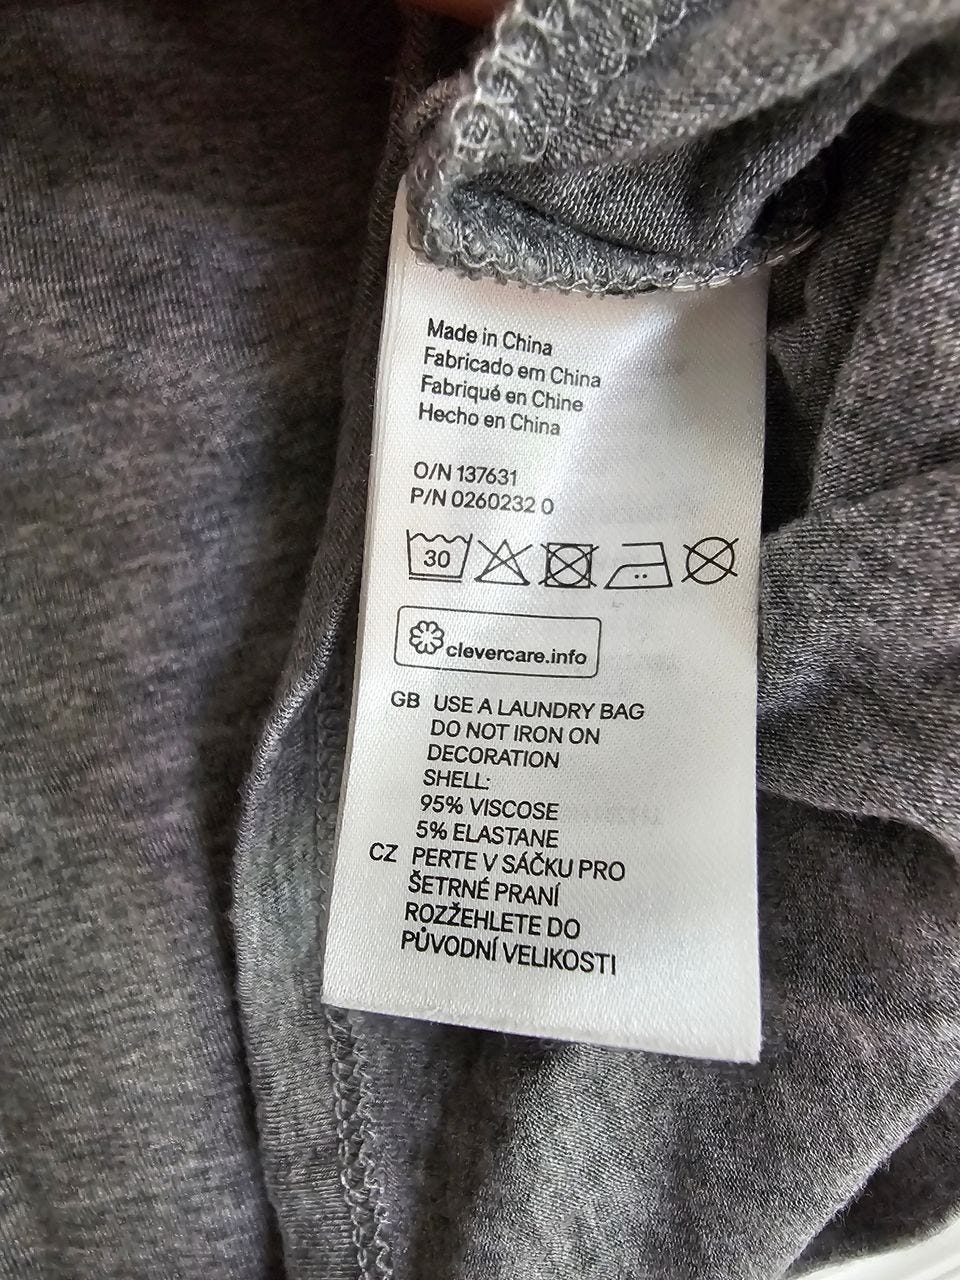 Made in China
Fabricado em China
Fabriqué en Chine
Hecho en China
O/N 137631
P/N 0260232 0
30
clevercare.info
GB USE A LAUNDRY BAG
DO NOT IRON ON
DECORATION
SHELL:
95% VISCOSE
5% ELASTANE
CZ PERTE V SÁČKU PRO
ŠETRNÉ PRANÍ
ROZŽEHLETE DO
PŮVODNÍ VELIKOSTI